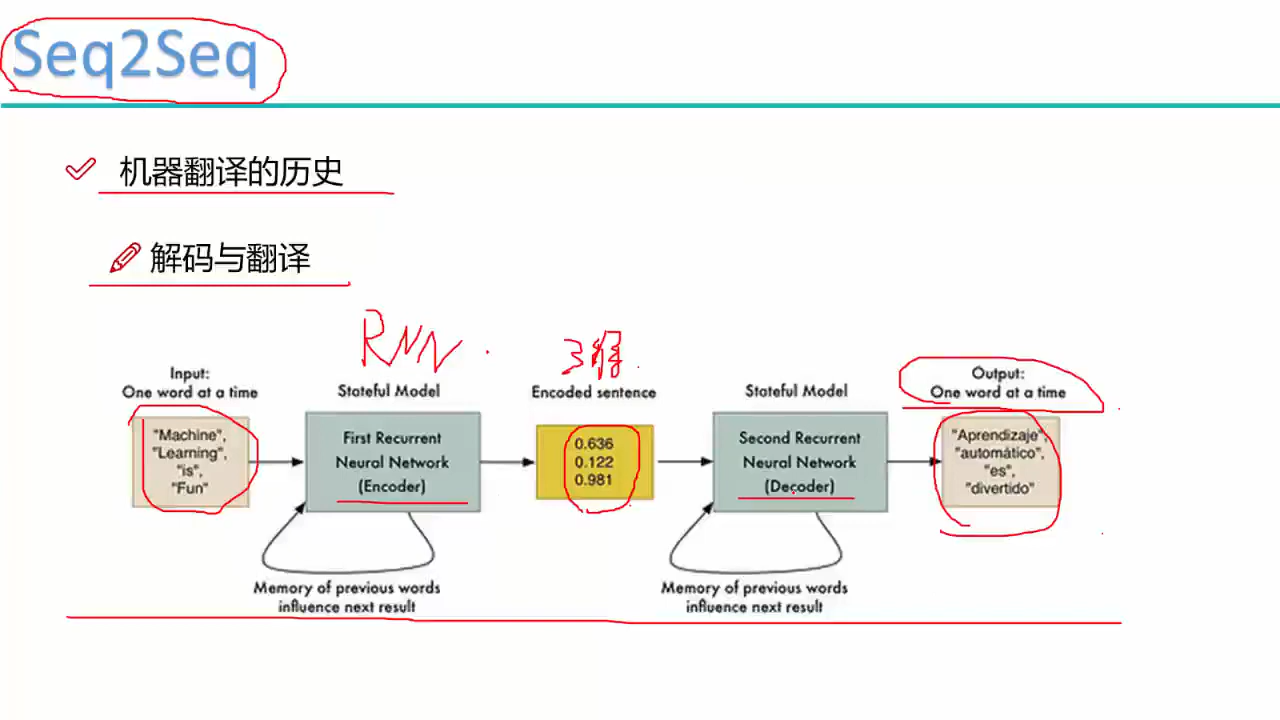 Seq2Seq
机器翻译的历史
解码与翻译
RNN
3维
Input:
One word at a time
"Machine",
"Learning",
"is",
"Fun"
Stateful Model
First Recurrent
Neural Network
(Encoder)
Memory of previous words
influence next result
Encoded sentence
0.636
0.122
0.981
Stateful Model
Second Recurrent
Neural Network
(Decoder)
Memory of previous words
influence next result
Output:
One word at a time
"Aprendizaje",
"automático",
"es",
"divertido"